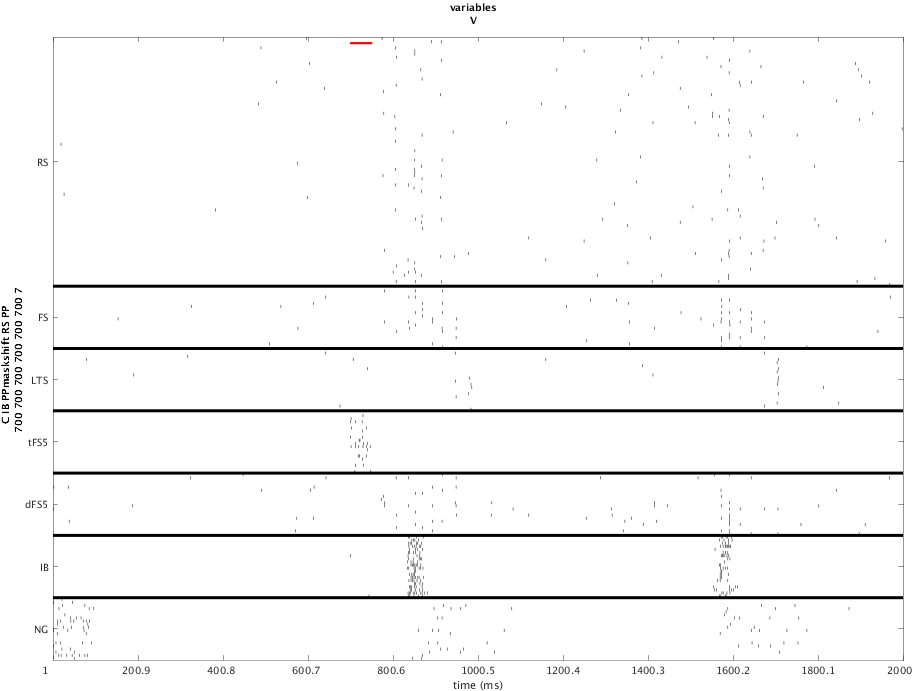 variables
V
C IB PPmaskshift RS PP
700 700 700 700 700 700 700 7
RS
FS
LTS
tFS5
dFS5
IB
NG
1 200.9 400.8 600.7 800.6 1000.5 1200.4 1400.3 1600.2 1800.1 2000
time (ms)